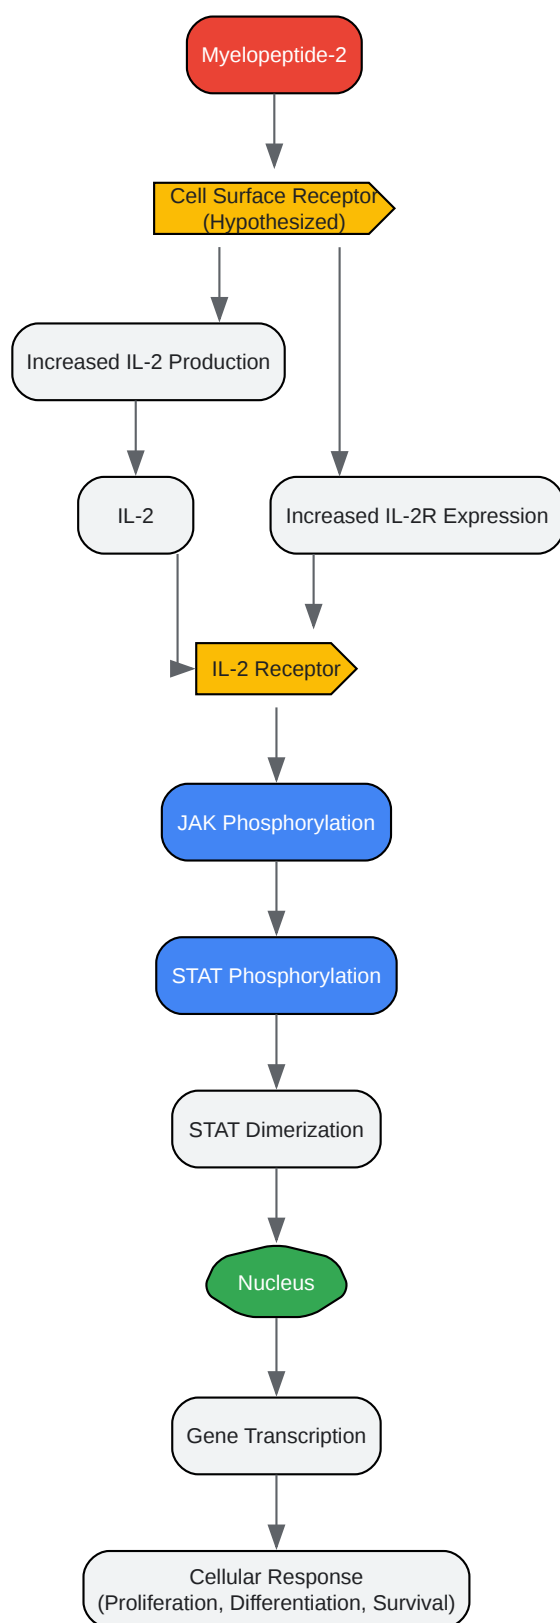 Myelopeptide-2
Cell Surface Receptor
(Hypothesized)
Increased IL-2 Production
IL-2
Increased IL-2R Expression
IL-2 Receptor
JAK Phosphorylation
STAT Phosphorylation
STAT Dimerization
Nucleus
Gene Transcription
Cellular Response
(Proliferation, Differentiation, Survival)